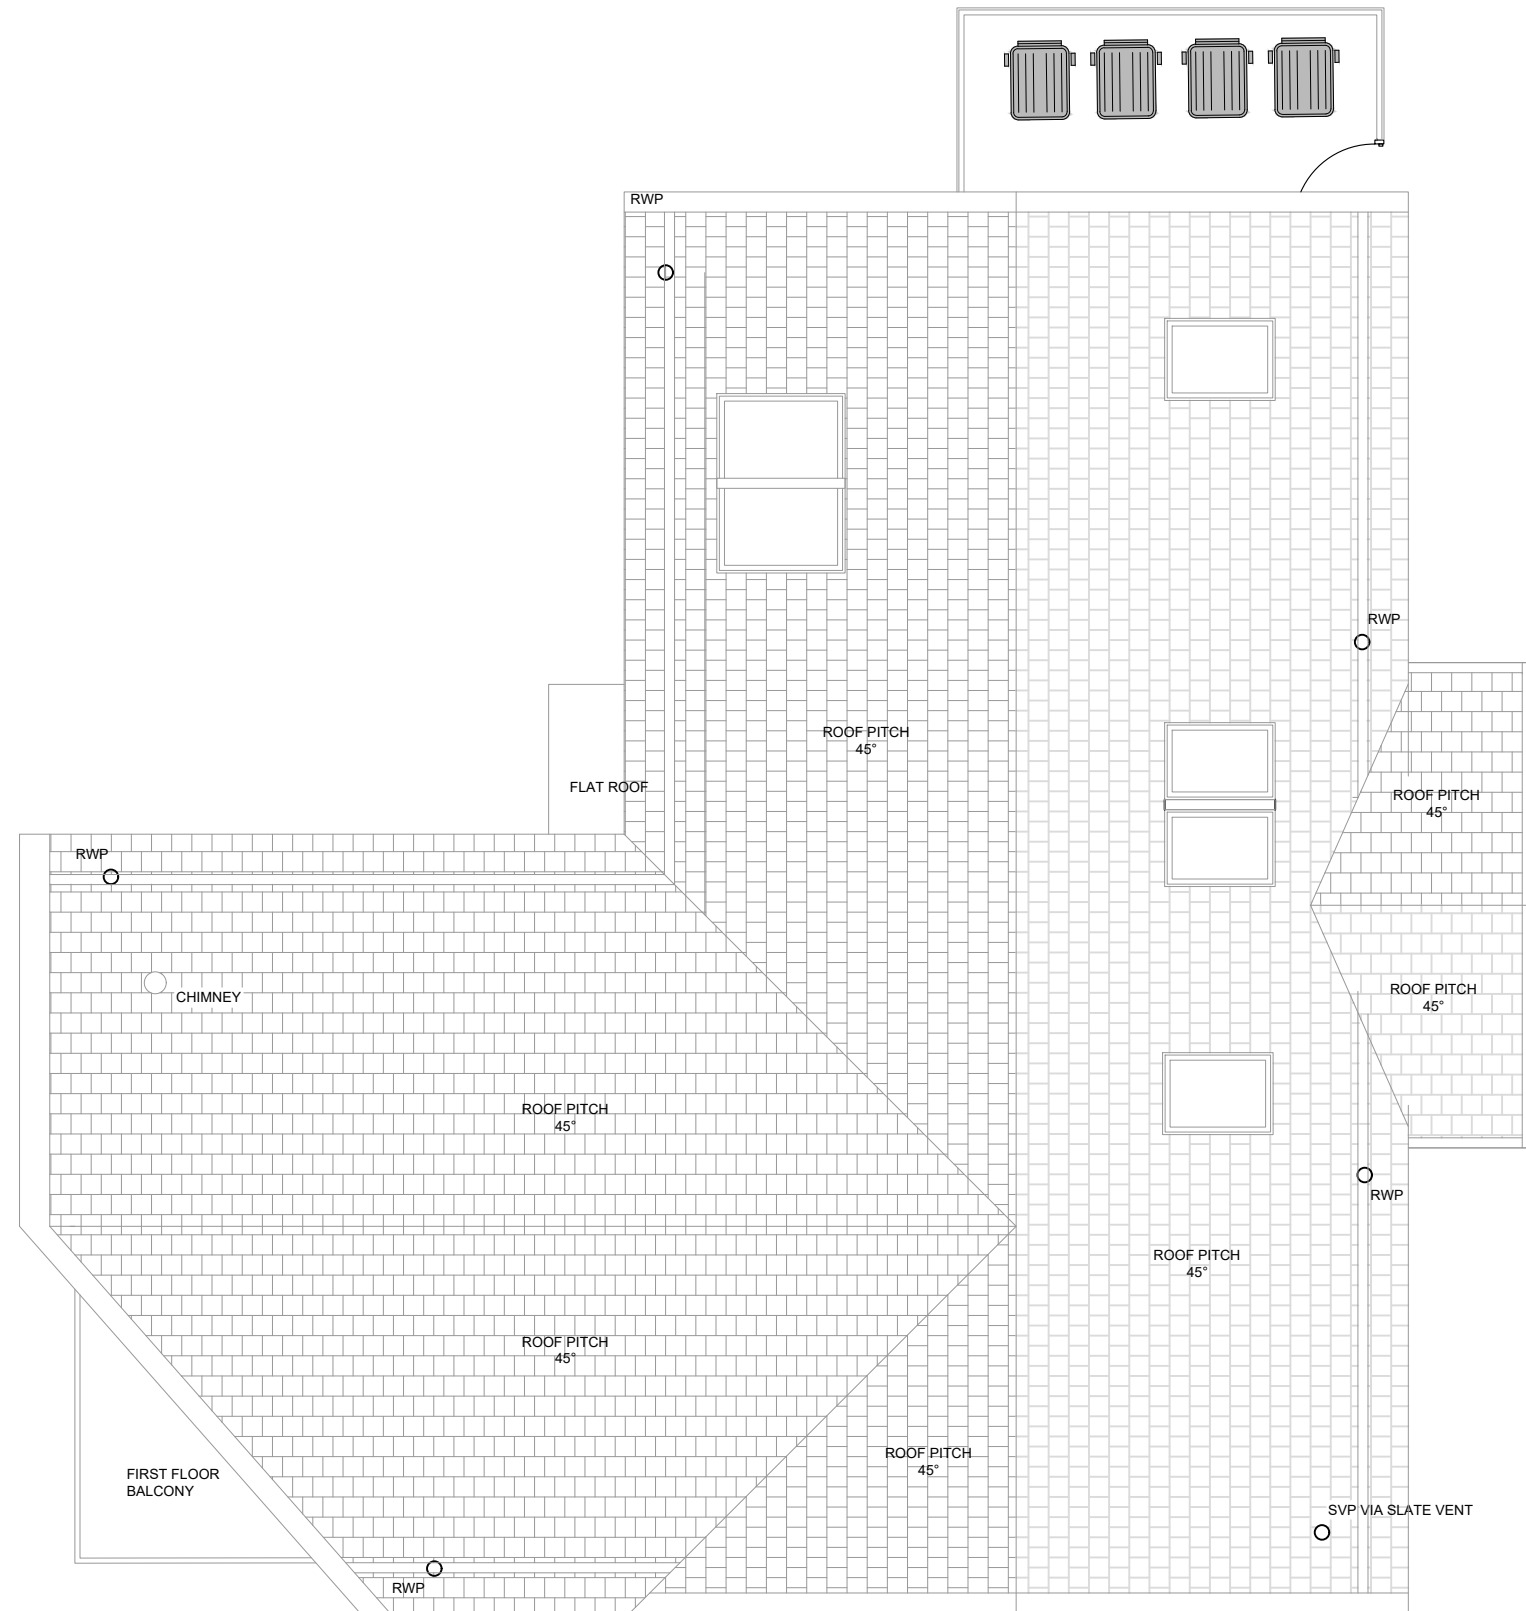 RWP
RWP
ROOF PITCH
45°
FLAT ROOF
ROOF PITCH
45°
RWP
CHIMNEY
ROOF PITCH
45°
ROOF PITCH
45°
RWP
ROOF PITCH
45°
ROOF PITCH
45°
ROOF PITCH
45°
FIRST FLOOR
BALCONY
SVP VIA SLATE VENT
RWP